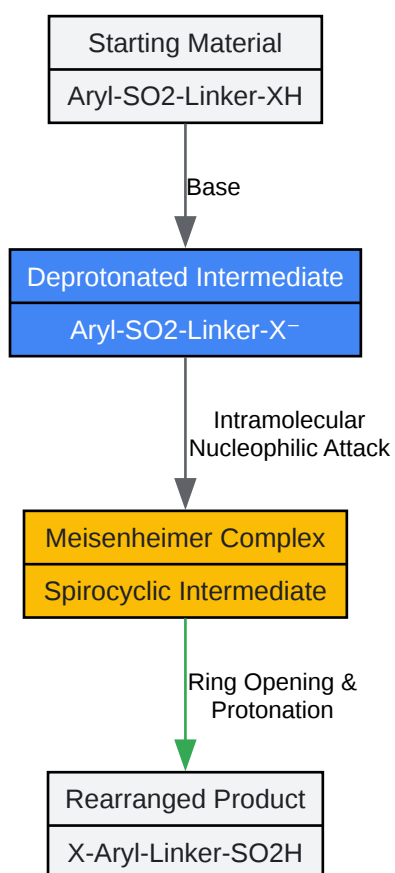 Starting Material
Aryl-SO2-Linker-XH
Base
Deprotonated Intermediate
Aryl-SO2-Linker-X⁻
Intramolecular
Nucleophilic Attack
Meisenheimer Complex
Spirocyclic Intermediate
Ring Opening &
Protonation
Rearranged Product
X-Aryl-Linker-SO2H